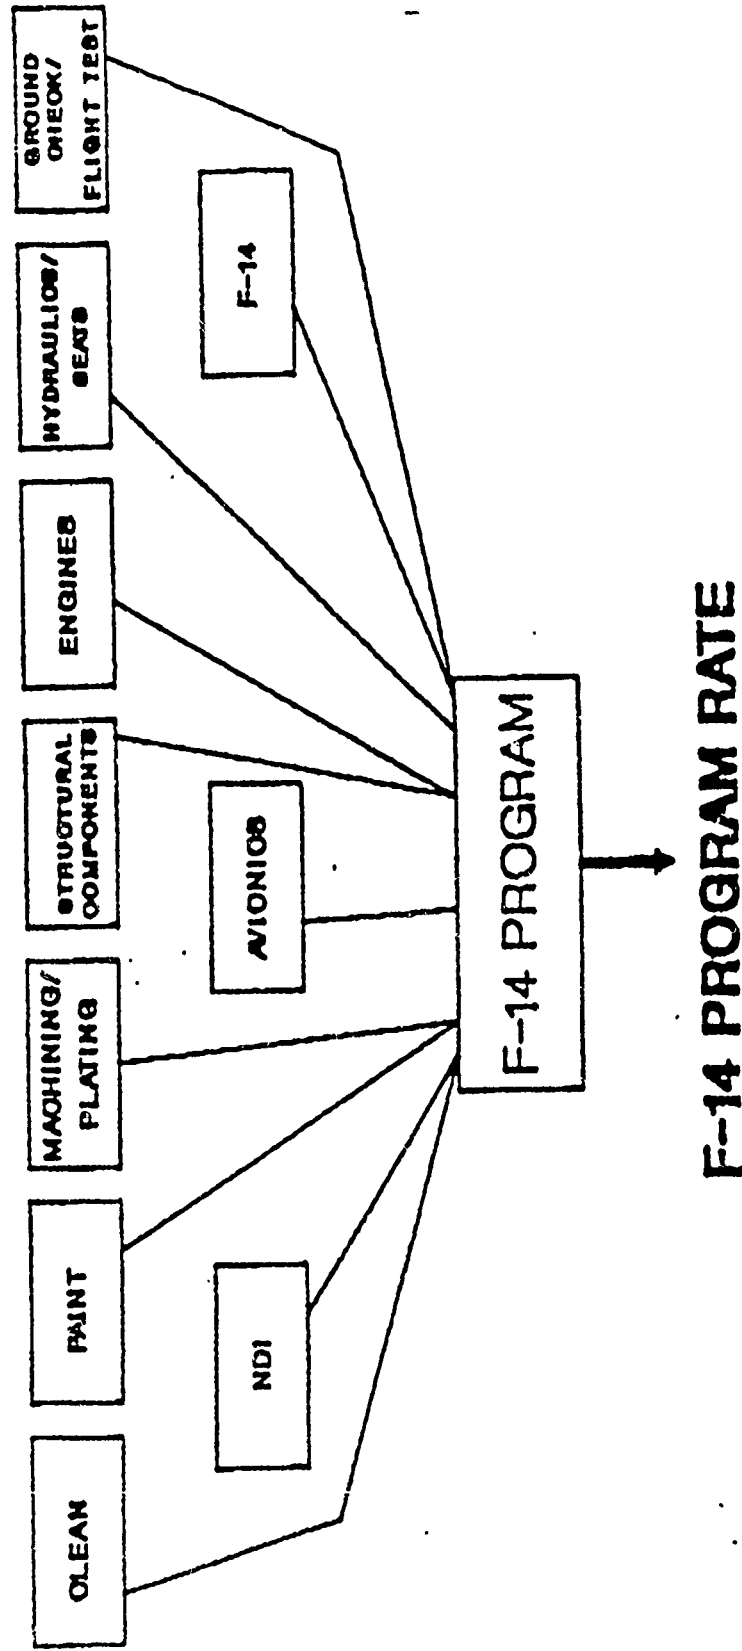 CLEAN
PAINT
MACHINING/
PLATING
STRUCTURAL
COMPONENTS
ENGINES
HYDRAULICS/
SEATS
GROUND
CHECK/
FLIGHT TEST
NDI
AVIONICS
F-14
F-14 PROGRAM
F-14 PROGRAM RATE